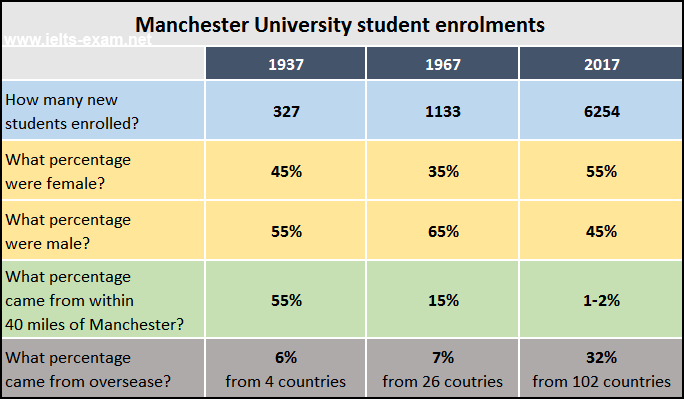 Manchester University student enrolments
www.ielts-exam.net
1937 1967 2017
How many new
students enrolled? 327 1133 6254
What percentage
were female? 45% 35% 55%
What percentage
were male? 55% 65% 45%
What percentage
came from within
40 miles of Manchester? 55% 15% 1-2%
What percentage 6% 7% 32%
came from oversease? from 4 countries from 26 coutries from 102 countries